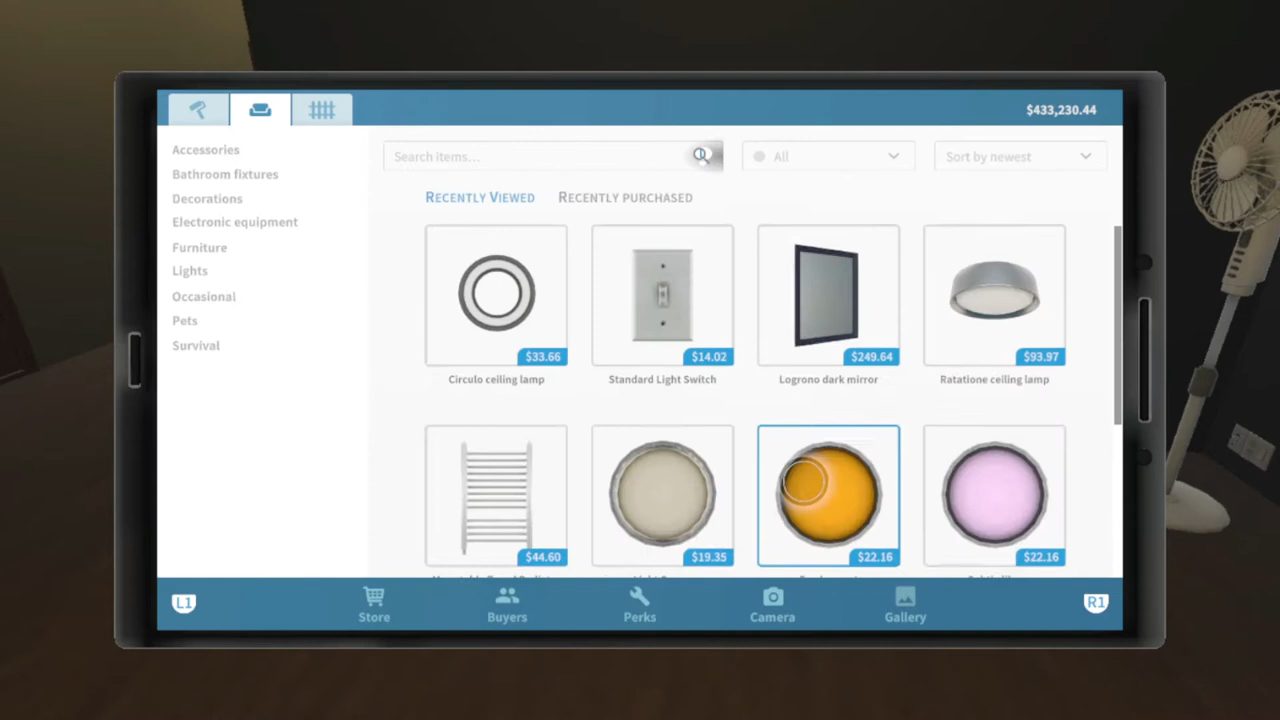 $433,230.44
Accessories
Bathroom fixtures
Decorations
Electronic equipment
Furniture
Lights
Occasional
Pets
Survival
Search items...
All
Sort by newest
RECENTLY VIEWED
RECENTLY PURCHASED
$33.66
$14.02
$249.64
$93.97
Circulo ceiling lamp
Standard Light Switch
Logrono dark mirror
Ratatione ceiling lamp
$44.60
$19.35
$22.16
$22.16
L1
Store
Buyers
Perks
Camera
Gallery
R1